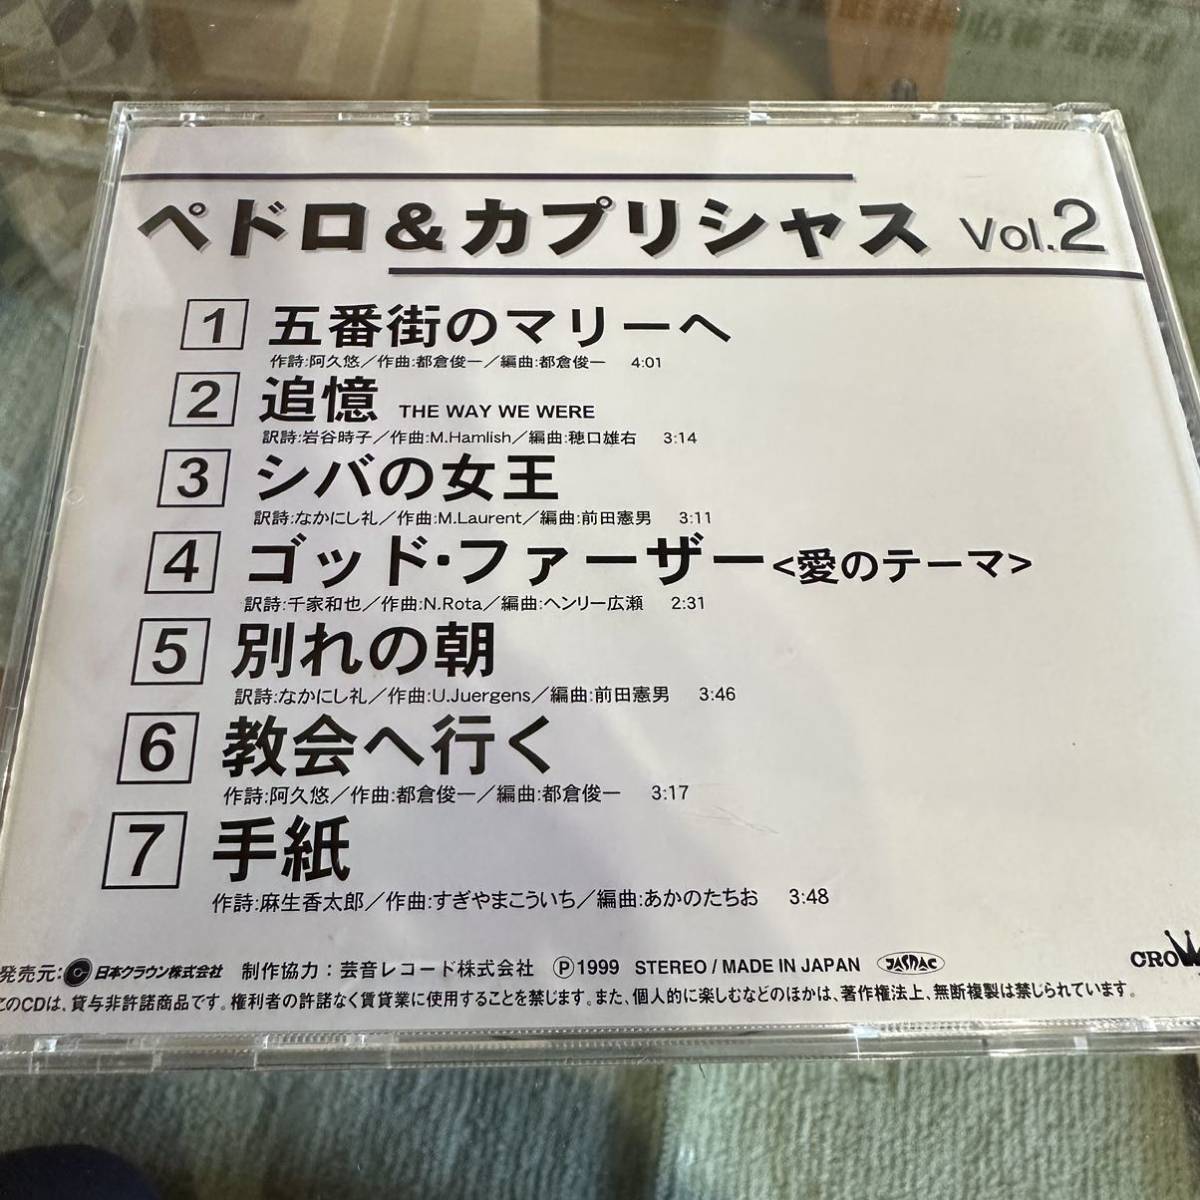 ペドロ&カプリシャス Vol.2
1 五番街のマリーへ
作詩:阿久悠／作曲:都倉俊一／編曲:都倉俊一 4:01
2 追憶 THE WAY WE WERE
訳詩:岩谷時子／作曲:M.Hamlish／編曲:穂口雄右 3:14
3 シバの女王
訳詩:なかにし礼／作曲:M.Laurent／編曲:前田憲男 3:11
4 ゴッド・ファーザー<愛のテーマ>
訳詩:千家和也／作曲:N.Rota／編曲:ヘンリー広瀬 2:31
5 別れの朝
訳詩:なかにし礼／作曲:U.Juergens／編曲:前田憲男 3:46
6 教会へ行く
作詩:阿久悠／作曲:都倉俊一／編曲:都倉俊一 3:17
7 手紙
作詩:麻生香太郎／作曲:すぎやまこういち／編曲:あかのたちお 3:48
発売元:日本クラウン株式会社 制作協力:芸音レコード株式会社 Ⓟ1999 STEREO / MADE IN JAPAN JASRAC CROW
このCDは、貸与非許諾商品です。権利者の許諾なく賃貸業に使用することを禁じます。また、個人的に楽しむなどのほかは、著作権法上、無断複製は禁じられています。